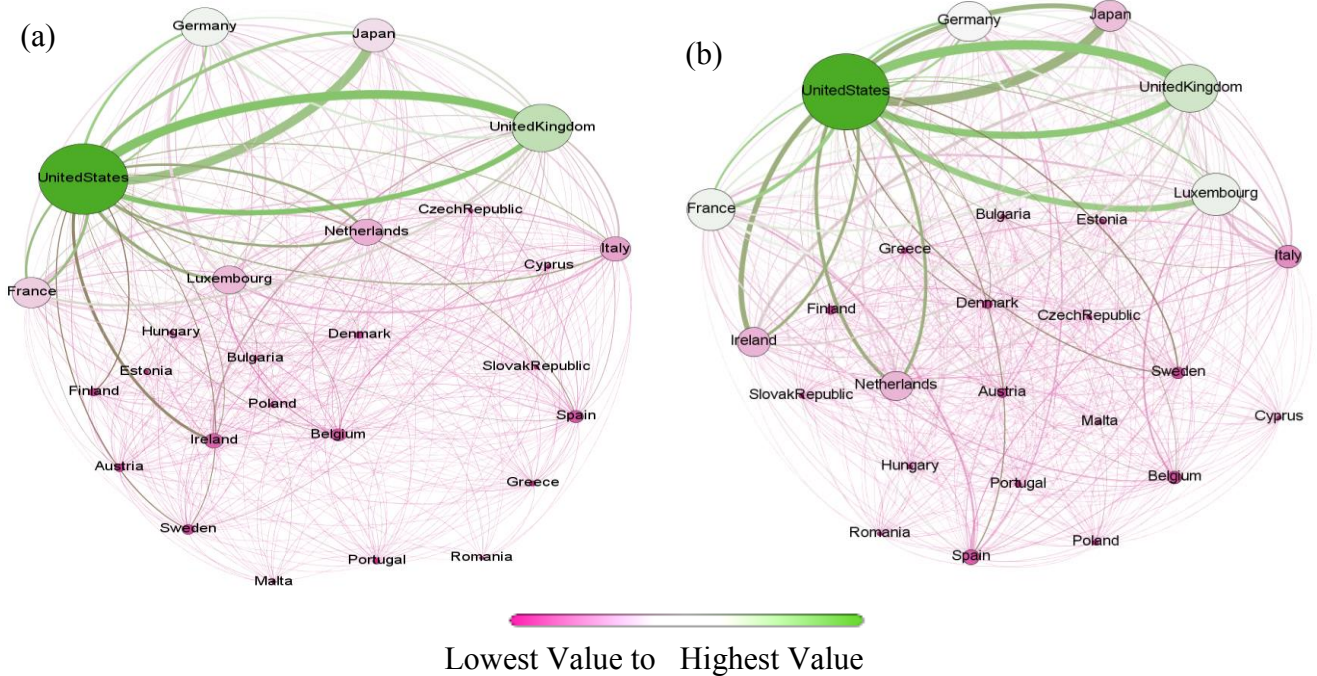 (a)
Germany
Japan
UnitedKingdom
UnitedStates
CzechRepublic
Netherlands
Italy
Cyprus
Luxembourg
France
Hungary
Denmark
Bulgaria
SlovakRepublic
Estonia
Finland
Poland
Spain
Ireland
Belgium
Austria
Greece
Sweden
Romania
Portugal
Malta
(b)
Japan
Germany
UnitedStates
UnitedKingdom
Luxembourg
France
Bulgaria
Estonia
Greece
Italy
Denmark
Finland
CzechRepublic
Ireland
Sweden
Netherlands
SlovakRepublic
Austria
Cyprus
Malta
Hungary
Belgium
Portugal
Romania
Poland
Spain
Lowest Value to Highest Value